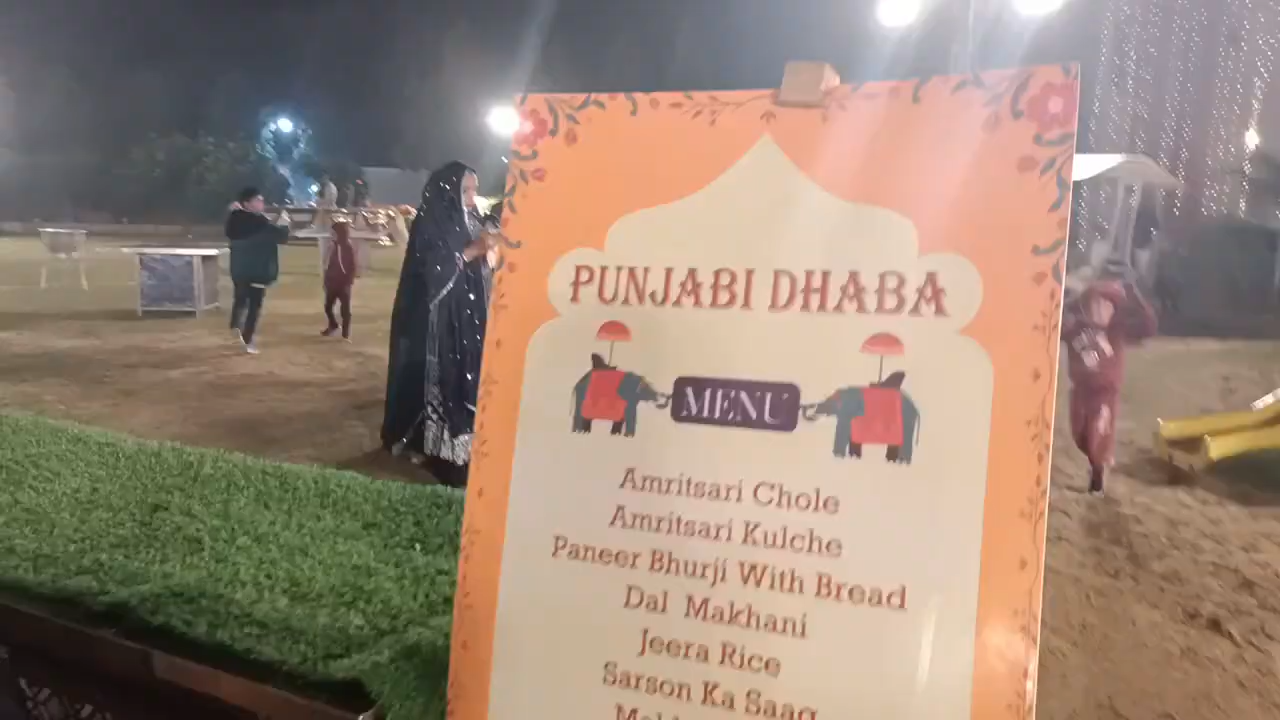 PUNJABI DHABA
MENU
Amritsari Chole
Amritsari Kulche
Paneer Bhurji With Bread
Dal Makhani
Jeera Rice
Sarson Ka Saag